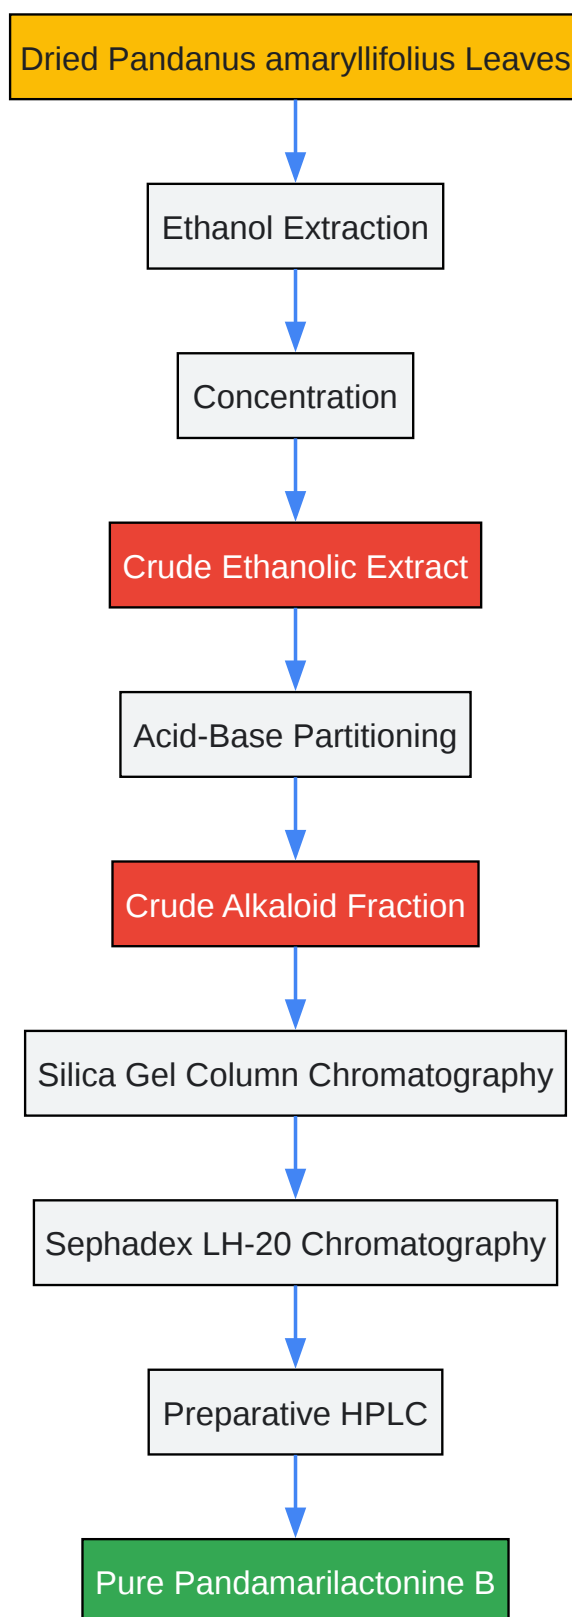 Dried Pandanus amaryllifolius Leaves
Ethanol Extraction
Concentration
Crude Ethanolic Extract
Acid-Base Partitioning
Crude Alkaloid Fraction
Silica Gel Column Chromatography
Sephadex LH-20 Chromatography
Preparative HPLC
Pure Pandamarilactonine B